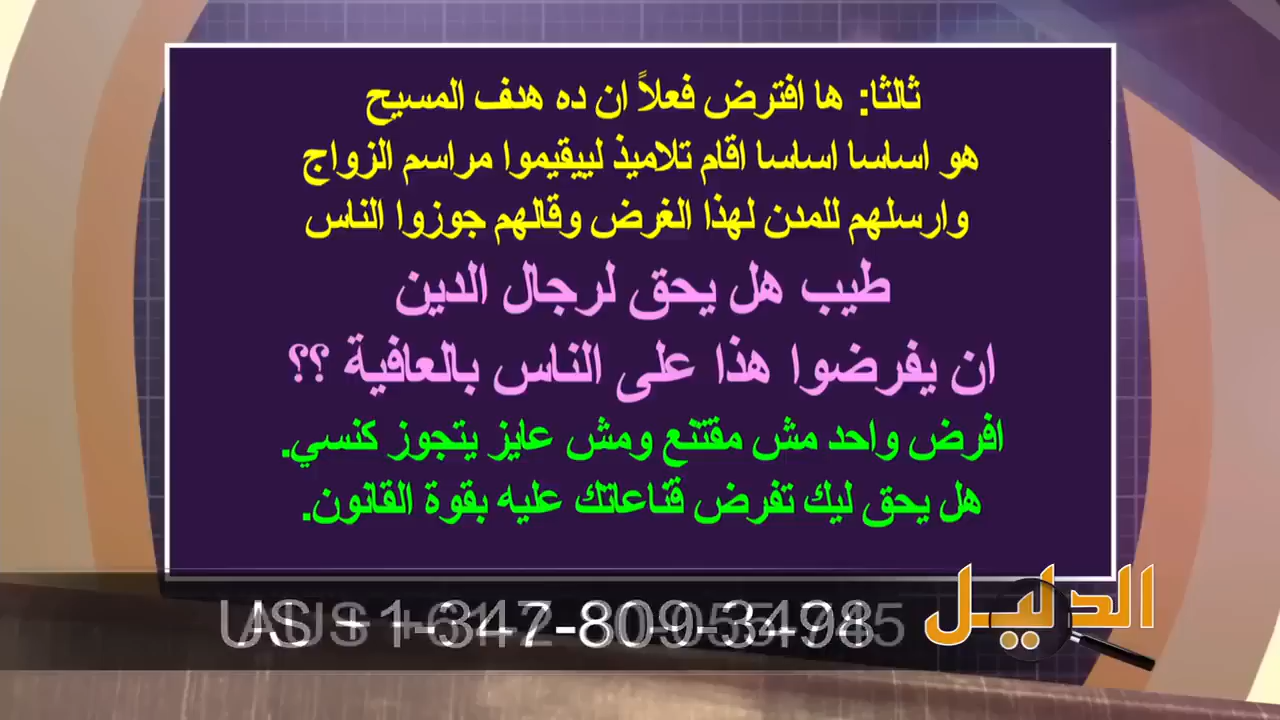 ثالثا: ها افترض فعلاً ان ده هدف المسيح
هو اساسا اساسا اقام تلاميذ لييقيموا مراسم الزواج
وارسلهم للمدن لهذا الغرض وقالهم جوزوا الناس
طيب هل يحق لرجال الدين
ان يفرضوا هذا على الناس بالعافية ؟؟
افرض واحد مش مقتنع ومش عايز يتجوز كنسي.
هل يحق ليك تفرض قناعاتك عليه بقوة القانون.
الدليل